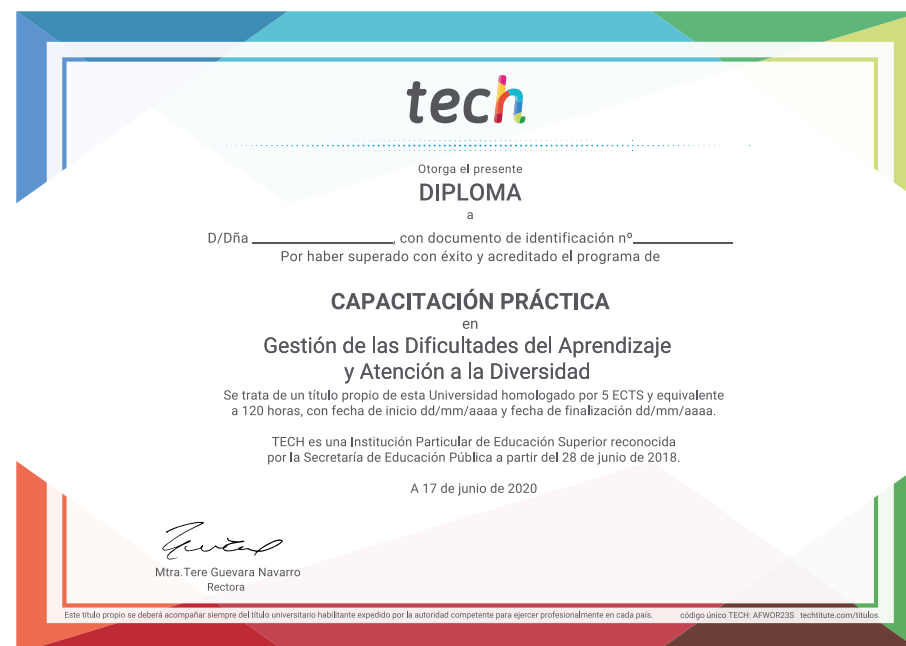 tech
Otorga el presente
DIPLOMA
a
D/Dña ____________________, con documento de identificación nº______________
Por haber superado con éxito y acreditado el programa de
CAPACITACIÓN PRÁCTICA
en
Gestión de las Dificultades del Aprendizaje
y Atención a la Diversidad
Se trata de un título propio de esta Universidad homologado por 5 ECTS y equivalente
a 120 horas, con fecha de inicio dd/mm/aaaa y fecha de finalización dd/mm/aaaa.
TECH es una Institución Particular de Educación Superior reconocida
por la Secretaría de Educación Pública a partir del 28 de junio de 2018.
A 17 de junio de 2020
Mtra.Tere Guevara Navarro
Rectora
Este título propio se deberá acompañar siempre del título universitario habilitante expedido por la autoridad competente para ejercer profesionalmente en cada país. código único TECH: AFWOR23S techtitute.com/titulos